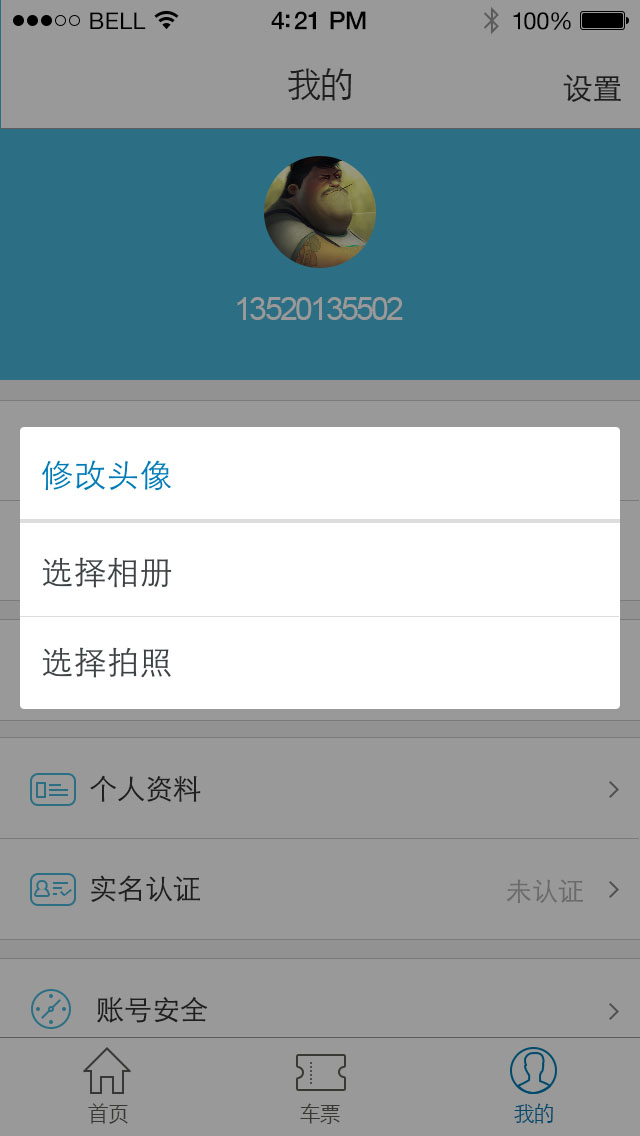 BELL 4:21 PM 100%
我的 设置
13520135502
修改头像
选择相册
选择拍照
个人资料
实名认证 未认证
账号安全
首页 车票 我的